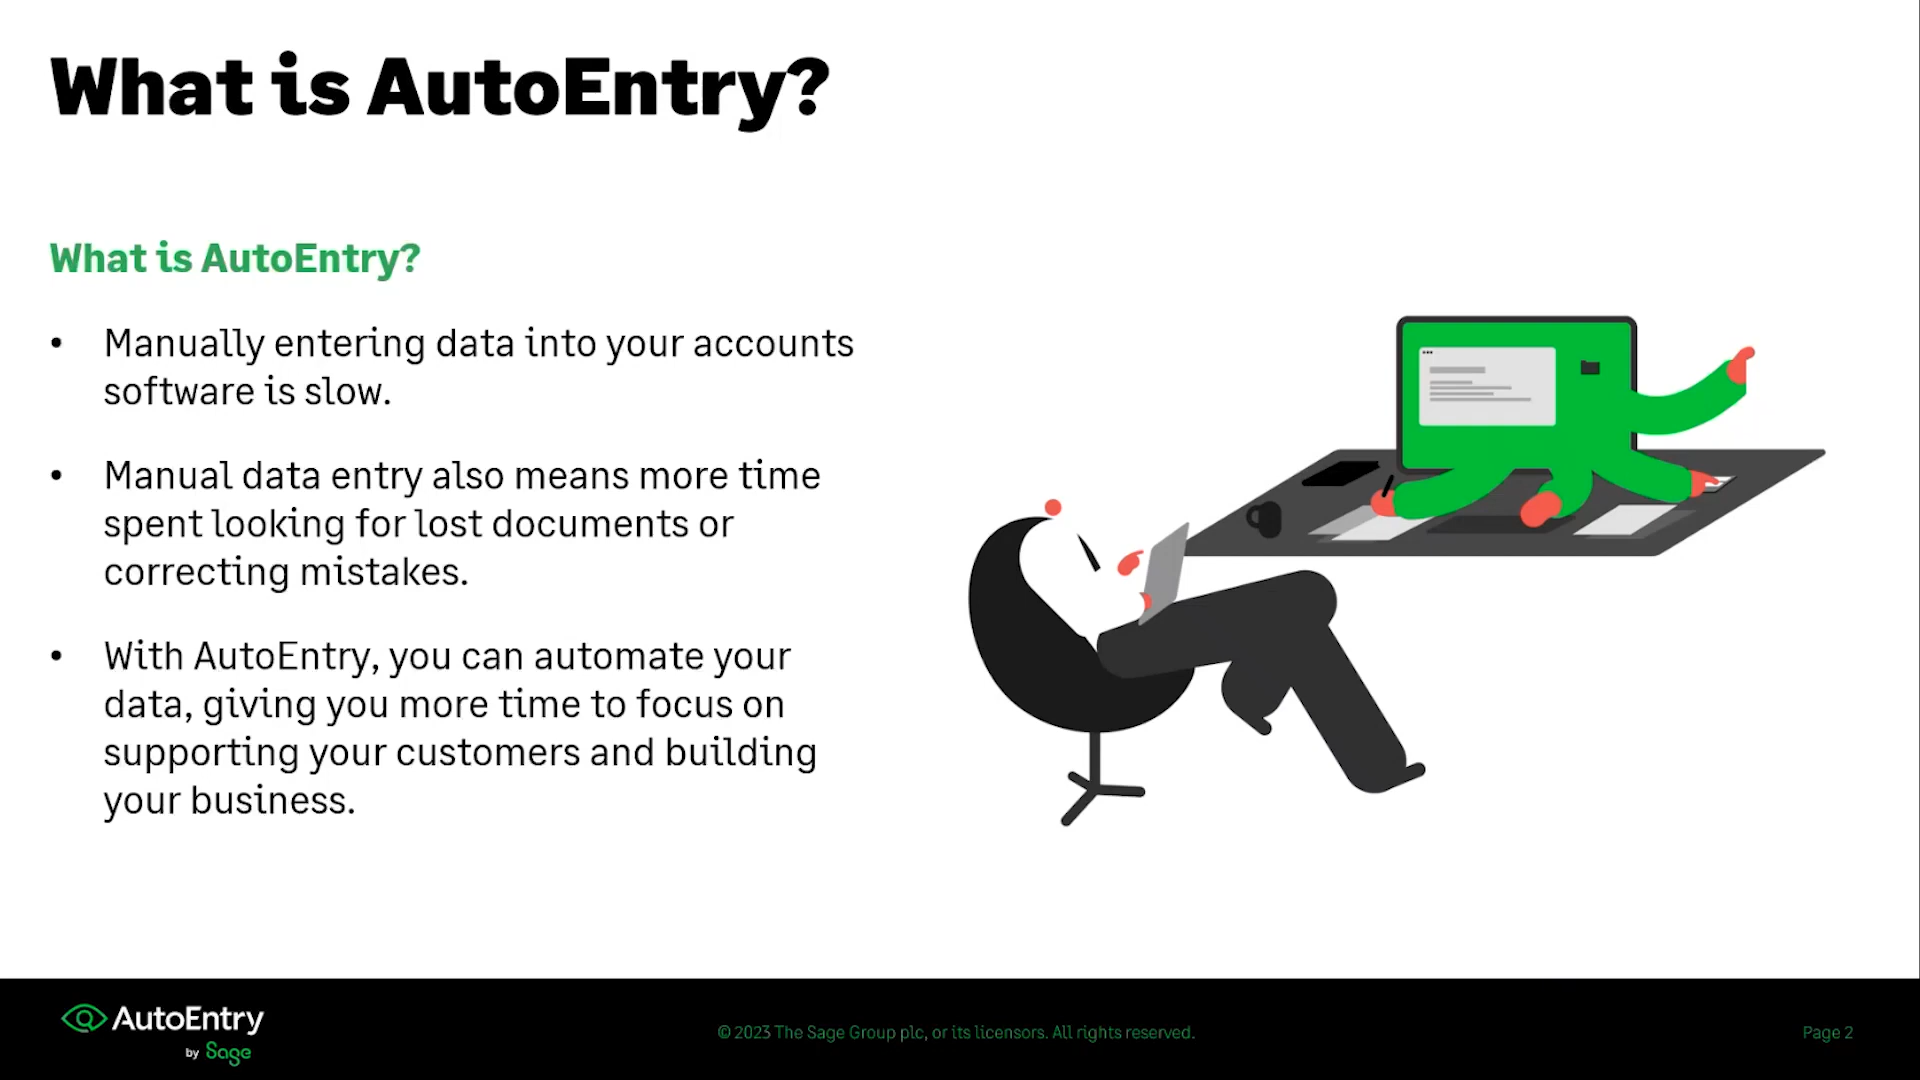 What is AutoEntry?
What is AutoEntry?
• Manually entering data into your accounts
software is slow.
• Manual data entry also means more time
spent looking for lost documents or
correcting mistakes.
• With AutoEntry, you can automate your
data, giving you more time to focus on
supporting your customers and building
your business.
AutoEntry
by Sage
© 2023 The Sage Group plc, or its licensors. All rights reserved.
Page 2